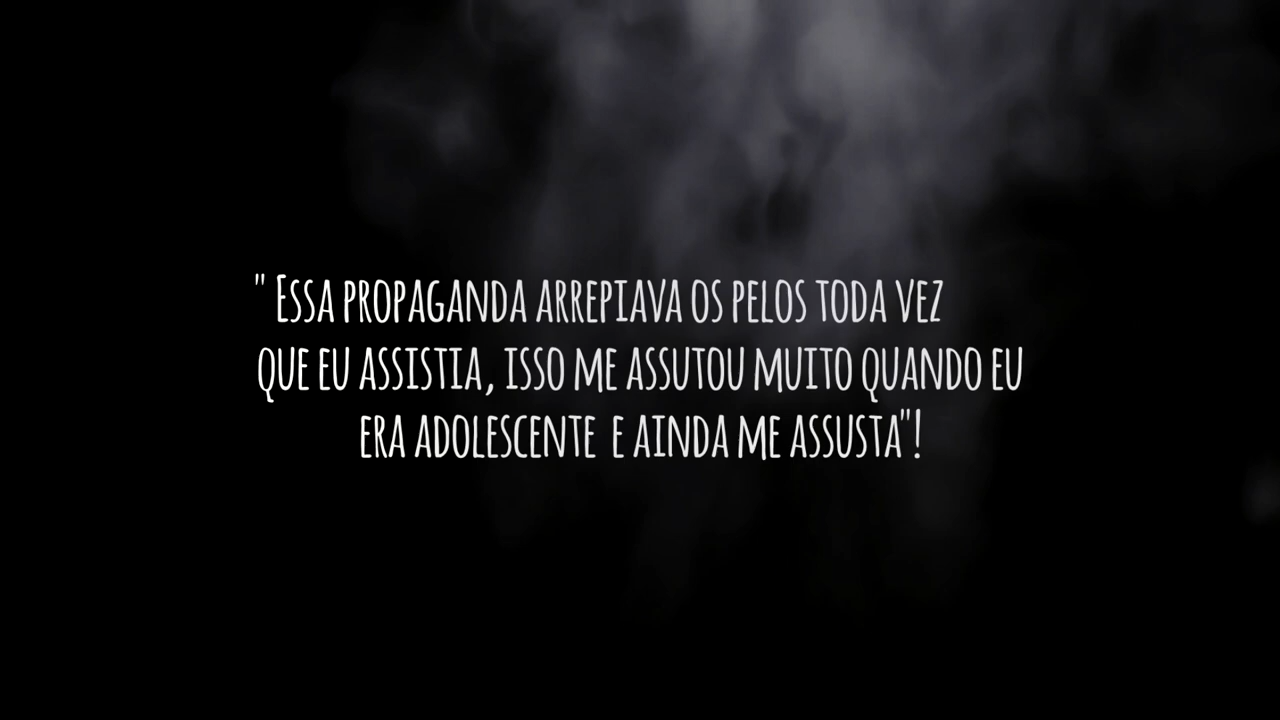 " Essa propaganda arrepiava os pelos toda vez
que eu assistia, isso me assutou muito quando eu
era adolescente e ainda me assusta"!